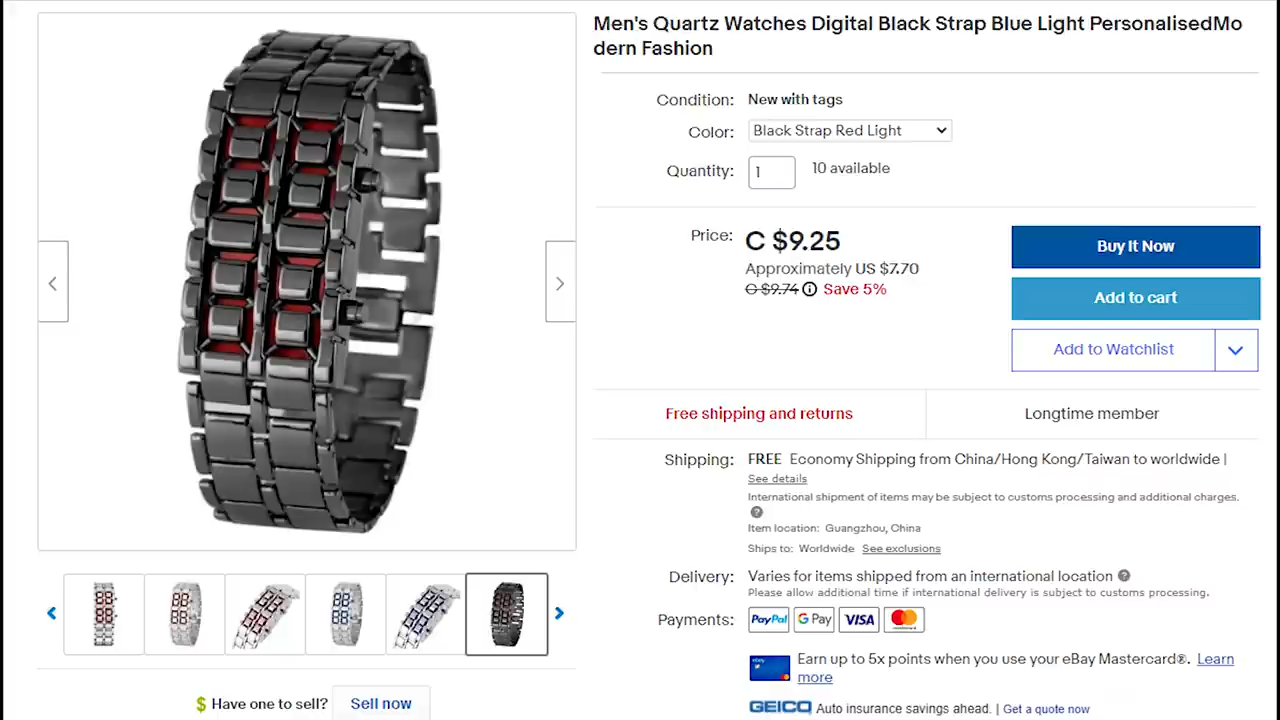 Men's Quartz Watches Digital Black Strap Blue Light PersonalisedMo
dern Fashion
Condition: New with tags
Color: Black Strap Red Light
Quantity: 1 10 available
Price: C $9.25
Approximately US $7.70
C $9.74 Save 5%
Buy It Now
Add to cart
Add to Watchlist
Free shipping and returns
Longtime member
Shipping: FREE Economy Shipping from China/Hong Kong/Taiwan to worldwide |
See details
International shipment of items may be subject to customs processing and additional charges.
Item location: Guangzhou, China
Ships to: Worldwide See exclusions
Delivery: Varies for items shipped from an international location
Please allow additional time if international delivery is subject to customs processing.
Payments: PayPal G Pay VISA mastercard
Earn up to 5x points when you use your eBay Mastercard®. Learn
more
GEICO Auto insurance savings ahead. | Get a quote now
$ Have one to sell? Sell now